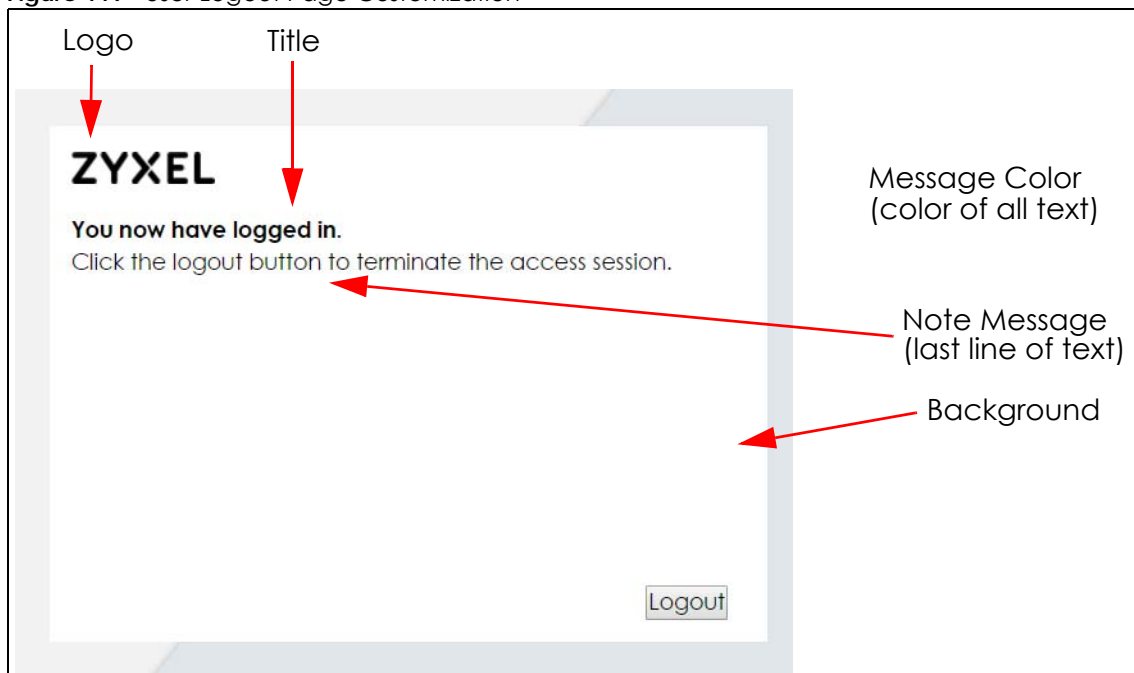 Logo Title
ZYXEL
You now have logged in.
Click the logout button to terminate the access session.
Message Color
(color of all text)
Note Message
(last line of text)
Background
Logout